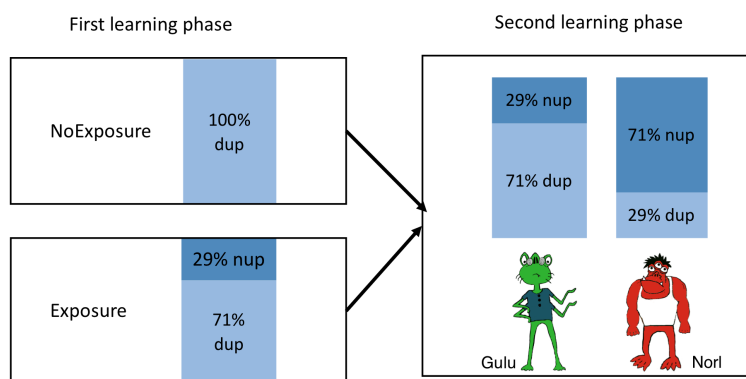 First learning phase
Second learning phase
NoExposure
100%
dup
Exposure
29% nup
71%
dup
29% nup
71% dup
71% nup
29% dup
Gulu
Norl